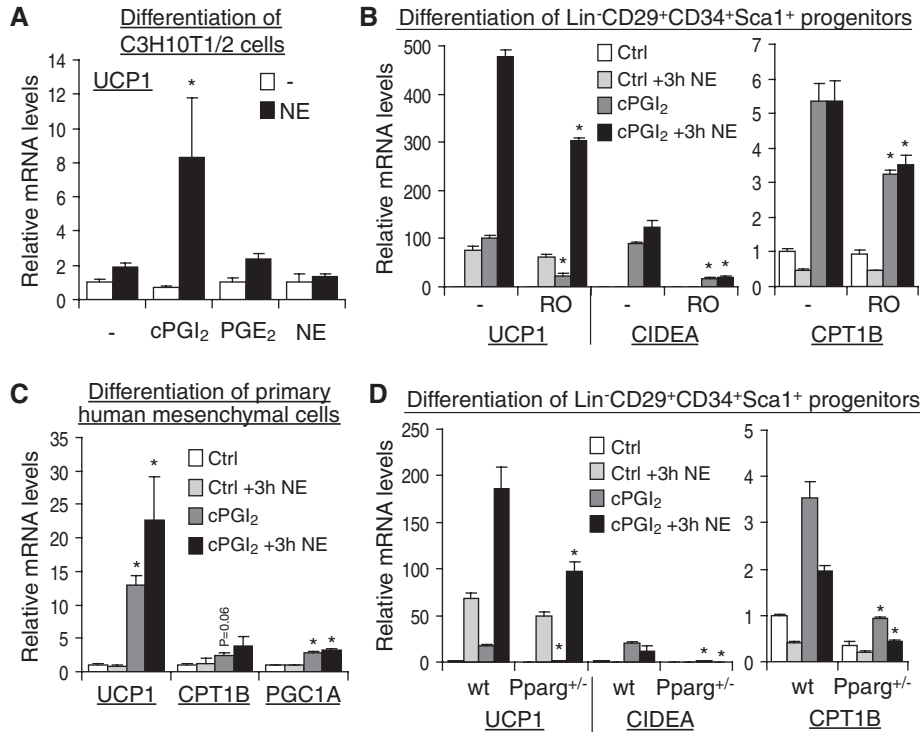 A
Differentiation of
C3H10T1/2 cells
UCP1
-
NE
Relative mRNA levels
14
12
10
8
6
4
2
0
*
- cPGI₂ PGE₂ NE
B
Differentiation of Lin⁻CD29⁺CD34⁺Sca1⁺ progenitors
Relative mRNA levels
500
400
300
200
100
0
Ctrl
Ctrl +3h NE
cPGI₂
cPGI₂ +3h NE
*
*
* *
- RO - RO
UCP1 CIDEA
7
6
5
4
3
2
1
0
* *
- RO
CPT1B
C
Differentiation of primary
human mesenchymal cells
Relative mRNA levels
35
30
25
20
15
10
5
0
Ctrl
Ctrl +3h NE
cPGI₂
cPGI₂ +3h NE
*
*
P=0.06
* *
UCP1 CPT1B PGC1A
D
Differentiation of Lin⁻CD29⁺CD34⁺Sca1⁺ progenitors
Relative mRNA levels
250
200
150
100
50
0
Ctrl
Ctrl +3h NE
cPGI₂
cPGI₂ +3h NE
*
*
* *
wt Pparg⁺/⁻ wt Pparg⁺/⁻
UCP1 CIDEA
5
4
3
2
1
0
*
*
wt Pparg⁺/⁻
CPT1B